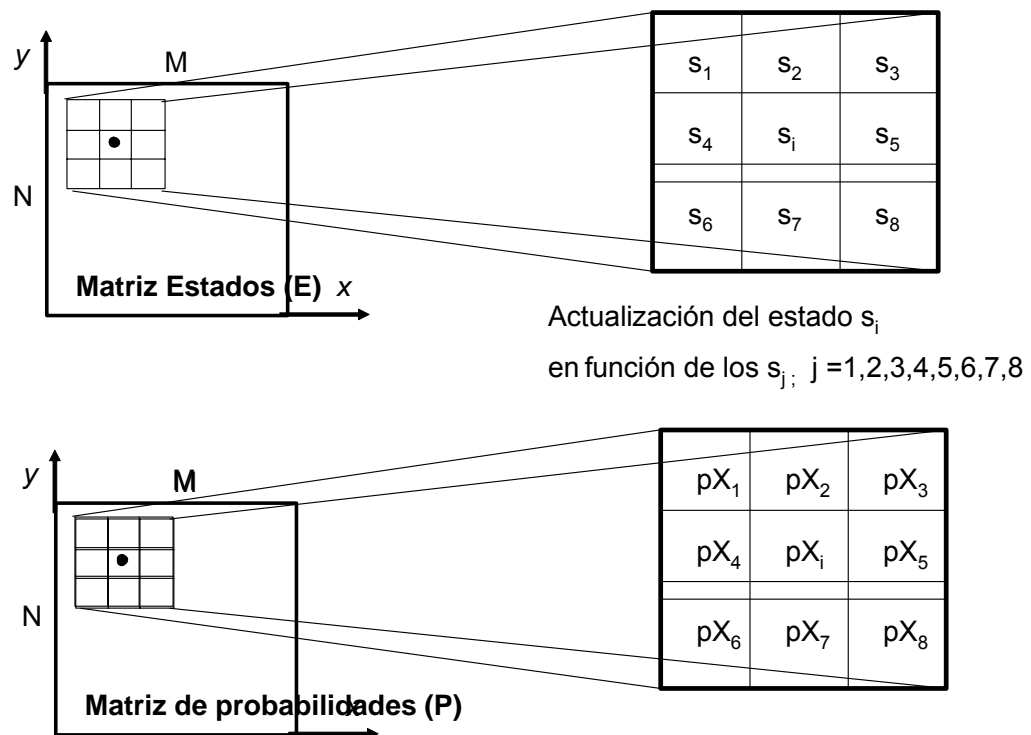 y
M
N
Matriz Estados (E) x
s₁ s₂ s₃
s₄ sᵢ s₅
s₆ s₇ s₈
Actualización del estado sᵢ
en función de los sⱼ ; j =1,2,3,4,5,6,7,8
y
M
N
Matriz de probabilidades (P)
x
pX₁ pX₂ pX₃
pX₄ pXᵢ pX₅
pX₆ pX₇ pX₈